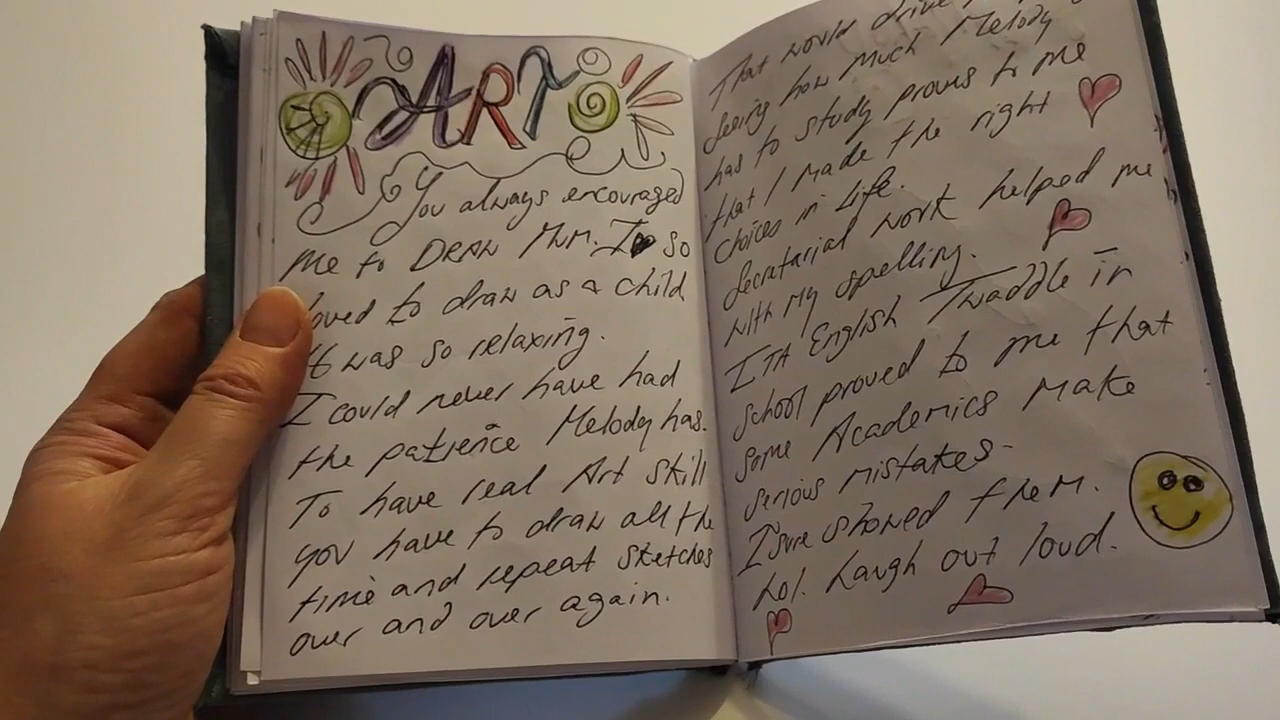 ART
You always encouraged
me to DRAW MUM. I so
loved to draw as a child
it was so relaxing.
I could never have had
the patience Melody has.
To have real Art skill
you have to draw all the
time and repeat sketches
over and over again.
That would drive
Seeing how much Melody
has to study proves to me
that I made the right
choices in Life.
Secratarial work helped me
with My spelling.
ITA English Twaddle in
school proved to me that
some Academics make
serious mistakes-
I sure showed them.
Lol. Laugh out loud.